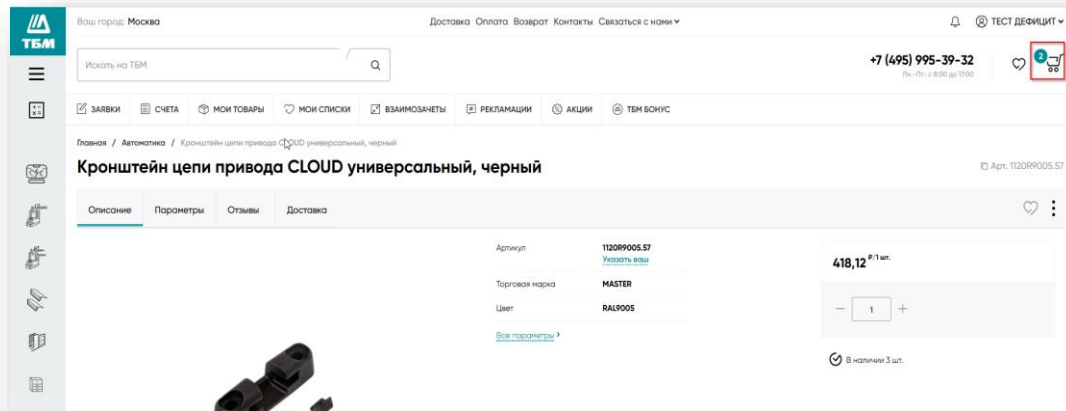 ТБМ
Ваш город: Москва
Доставка Оплата Возврат Контакты Связаться с нами
ТЕСТ ДЕФИЦИТ
Искать на ТБМ
+7 (495) 995-39-32
Пн.-Пт.: с 8:00 до 17:00
2
ЗАЯВКИ СЧЕТА МОИ ТОВАРЫ МОИ СПИСКИ ВЗАИМОЗАЧЕТЫ РЕКЛАМАЦИИ АКЦИИ ТБМ БОНУС
Главная / Автоматика / Кронштейн цепи привода CLOUD универсальный, черный
Кронштейн цепи привода CLOUD универсальный, черный
Арт. 1120R9005.57
Описание Параметры Отзывы Доставка
Артикул 1120R9005.57
Указать ваш
Торговая марка MASTER
Цвет RAL9005
Все параметры >
418,12 ₽/1 шт.
— 1 +
В наличии 3 шт.